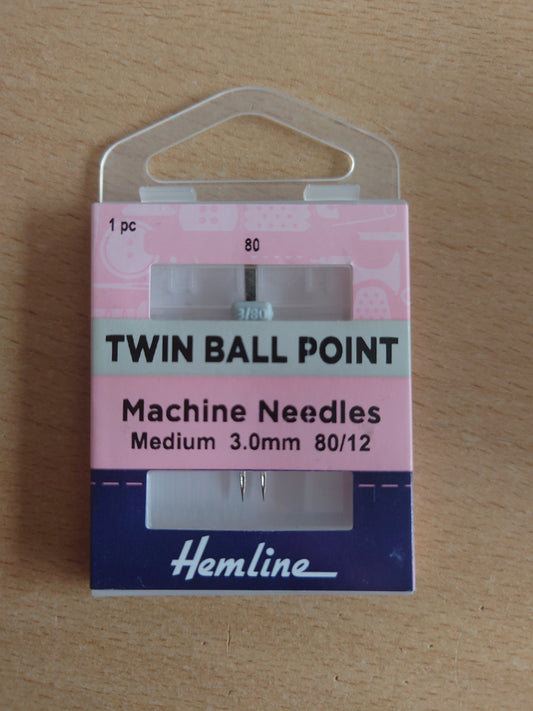 1 pc
80
3/80
TWIN BALL POINT
Machine Needles
Medium 3.0mm 80/12
Hemline